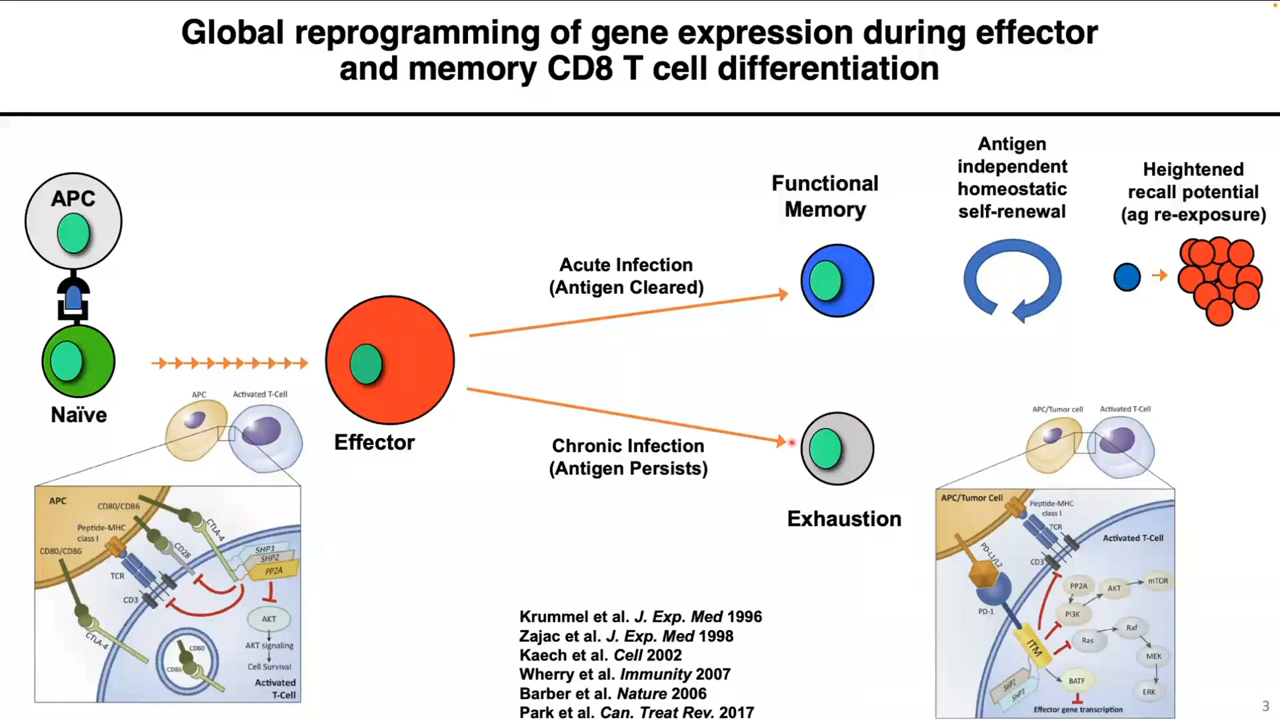 Global reprogramming of gene expression during effector
and memory CD8 T cell differentiation
APC
Naïve
Effector
Acute Infection
(Antigen Cleared)
Chronic Infection
(Antigen Persists)
Functional
Memory
Exhaustion
Antigen
independent
homeostatic
self-renewal
Heightened
recall potential
(ag re-exposure)
APC
Activated T-Cell
APC
CD80/CD86
Peptide-MHC
class I
CD80/CD86
CTLA-4
CD28
TCR
CD3
SHP1
SHP2
PP2A
AKT
AKT signaling
Cell Survival
CTLA-4
CD80
CD86
Activated
T-Cell
Krummel et al. J. Exp. Med 1996
Zajac et al. J. Exp. Med 1998
Kaech et al. Cell 2002
Wherry et al. Immunity 2007
Barber et al. Nature 2006
Park et al. Can. Treat Rev. 2017
APC/Tumor cell
Activated T-Cell
APC/Tumor Cell
Peptide-MHC
class I
TCR
Activated T-Cell
PD-L1/L2
CD3
PD-1
PP2A
AKT
mTOR
PI3K
Ras
Raf
MEK
ERK
ITM
SHP2
SHP1
BATF
Effector gene transcription
3